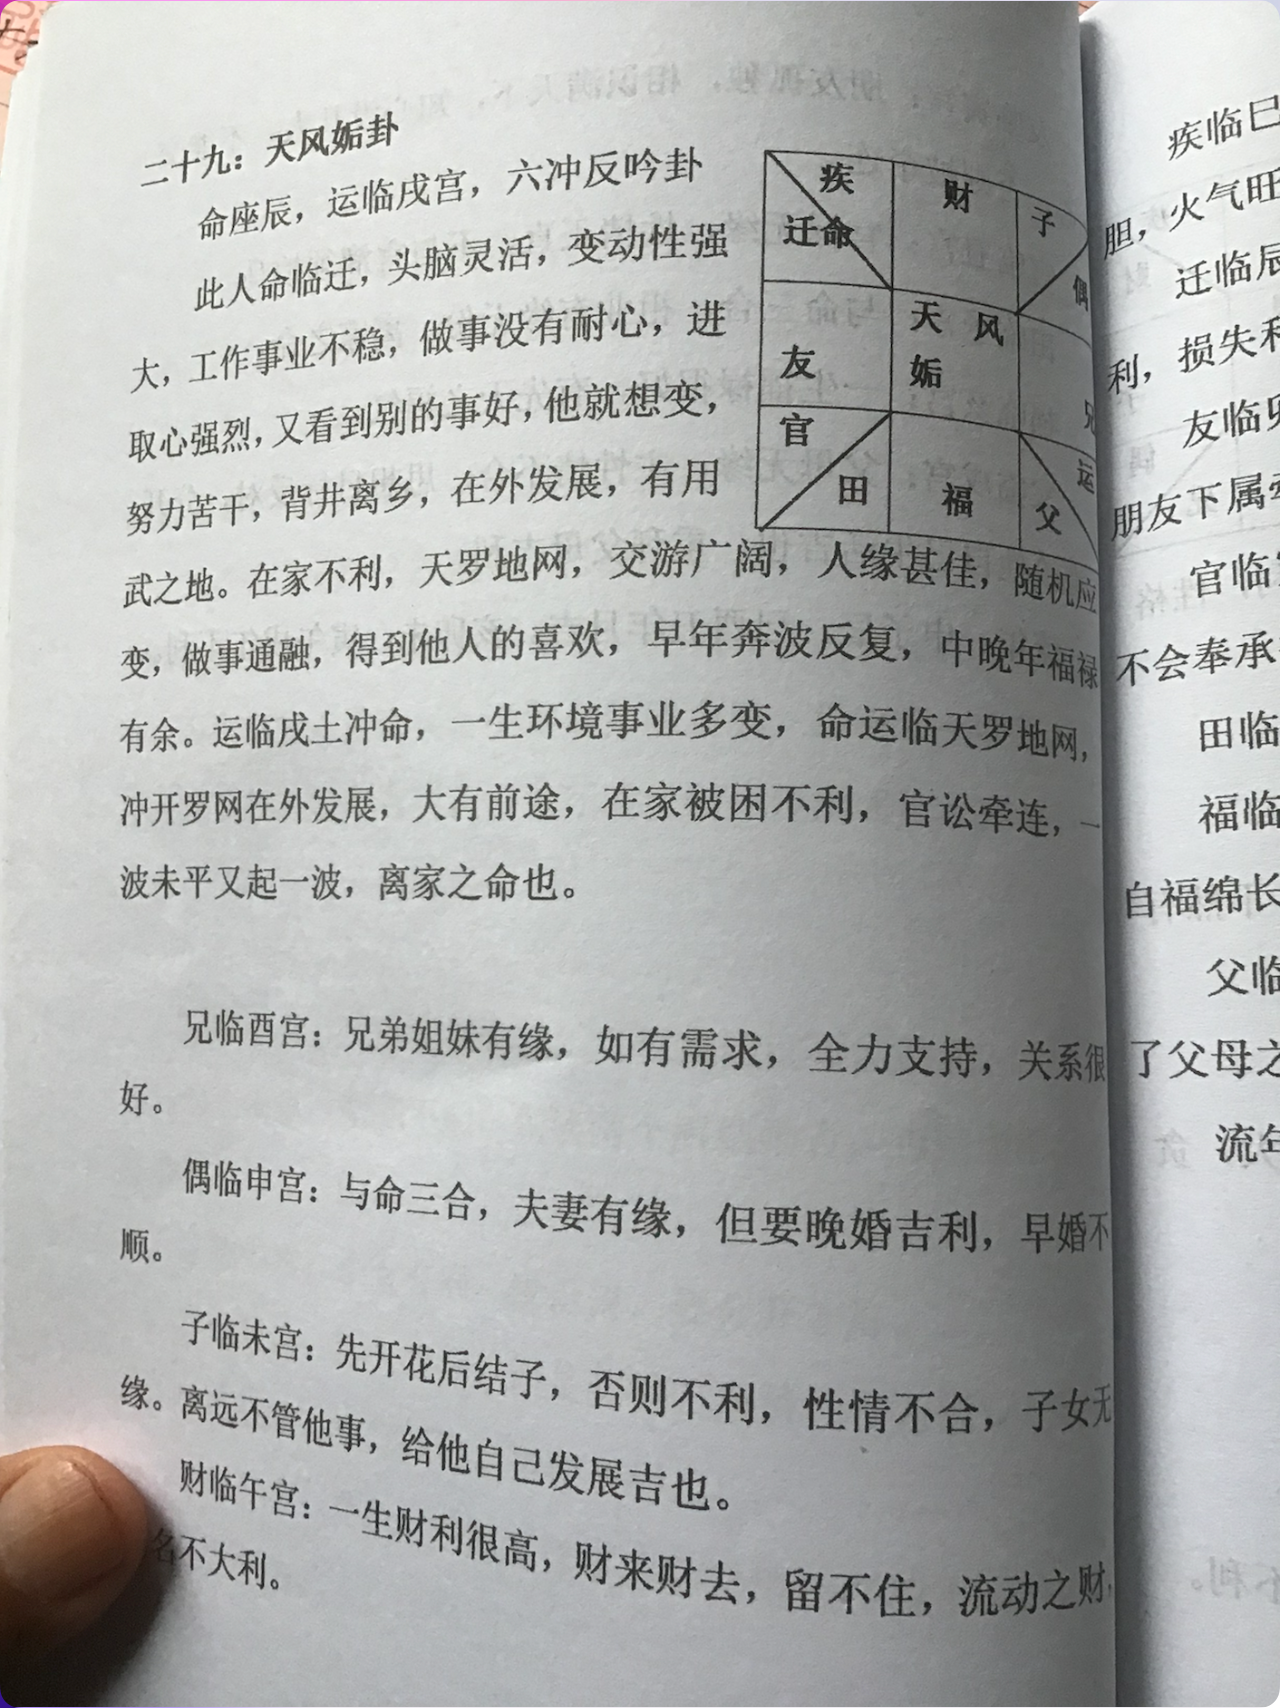 二十九：天风姤卦
命座辰，运临戌宫，六冲反吟卦
此人命临迁，头脑灵活，变动性强
大，工作事业不稳，做事没有耐心，进
取心强烈，又看到别的事好，他就想变，
努力苦干，背井离乡，在外发展，有用
武之地。在家不利，天罗地网，交游广阔，人缘甚佳，随机应
变，做事通融，得到他人的喜欢，早年奔波反复，中晚年福禄
有余。运临戌土冲命，一生环境事业多变，命运临天罗地网，
冲开罗网在外发展，大有前途，在家被困不利，官讼牵连，一
波未平又起一波，离家之命也。
疾
迁命
财
子
偶
友
天 风
姤
兄
官
田
福
运
父
兄临酉宫：兄弟姐妹有缘，如有需求，全力支持，关系很
好。
偶临申宫：与命三合，夫妻有缘，但要晚婚吉利，早婚不
顺。
子临未宫：先开花后结子，否则不利，性情不合，子女无
缘。离远不管他事，给他自己发展吉也。
财临午宫：一生财利很高，财来财去，留不住，流动之财，
名不大利。
疾临巳
胆，火气旺
迁临辰
利，损失
友临卯
朋友下属
官临
不会奉承
田临
福临
自福绵长
父临
了父母之
流年